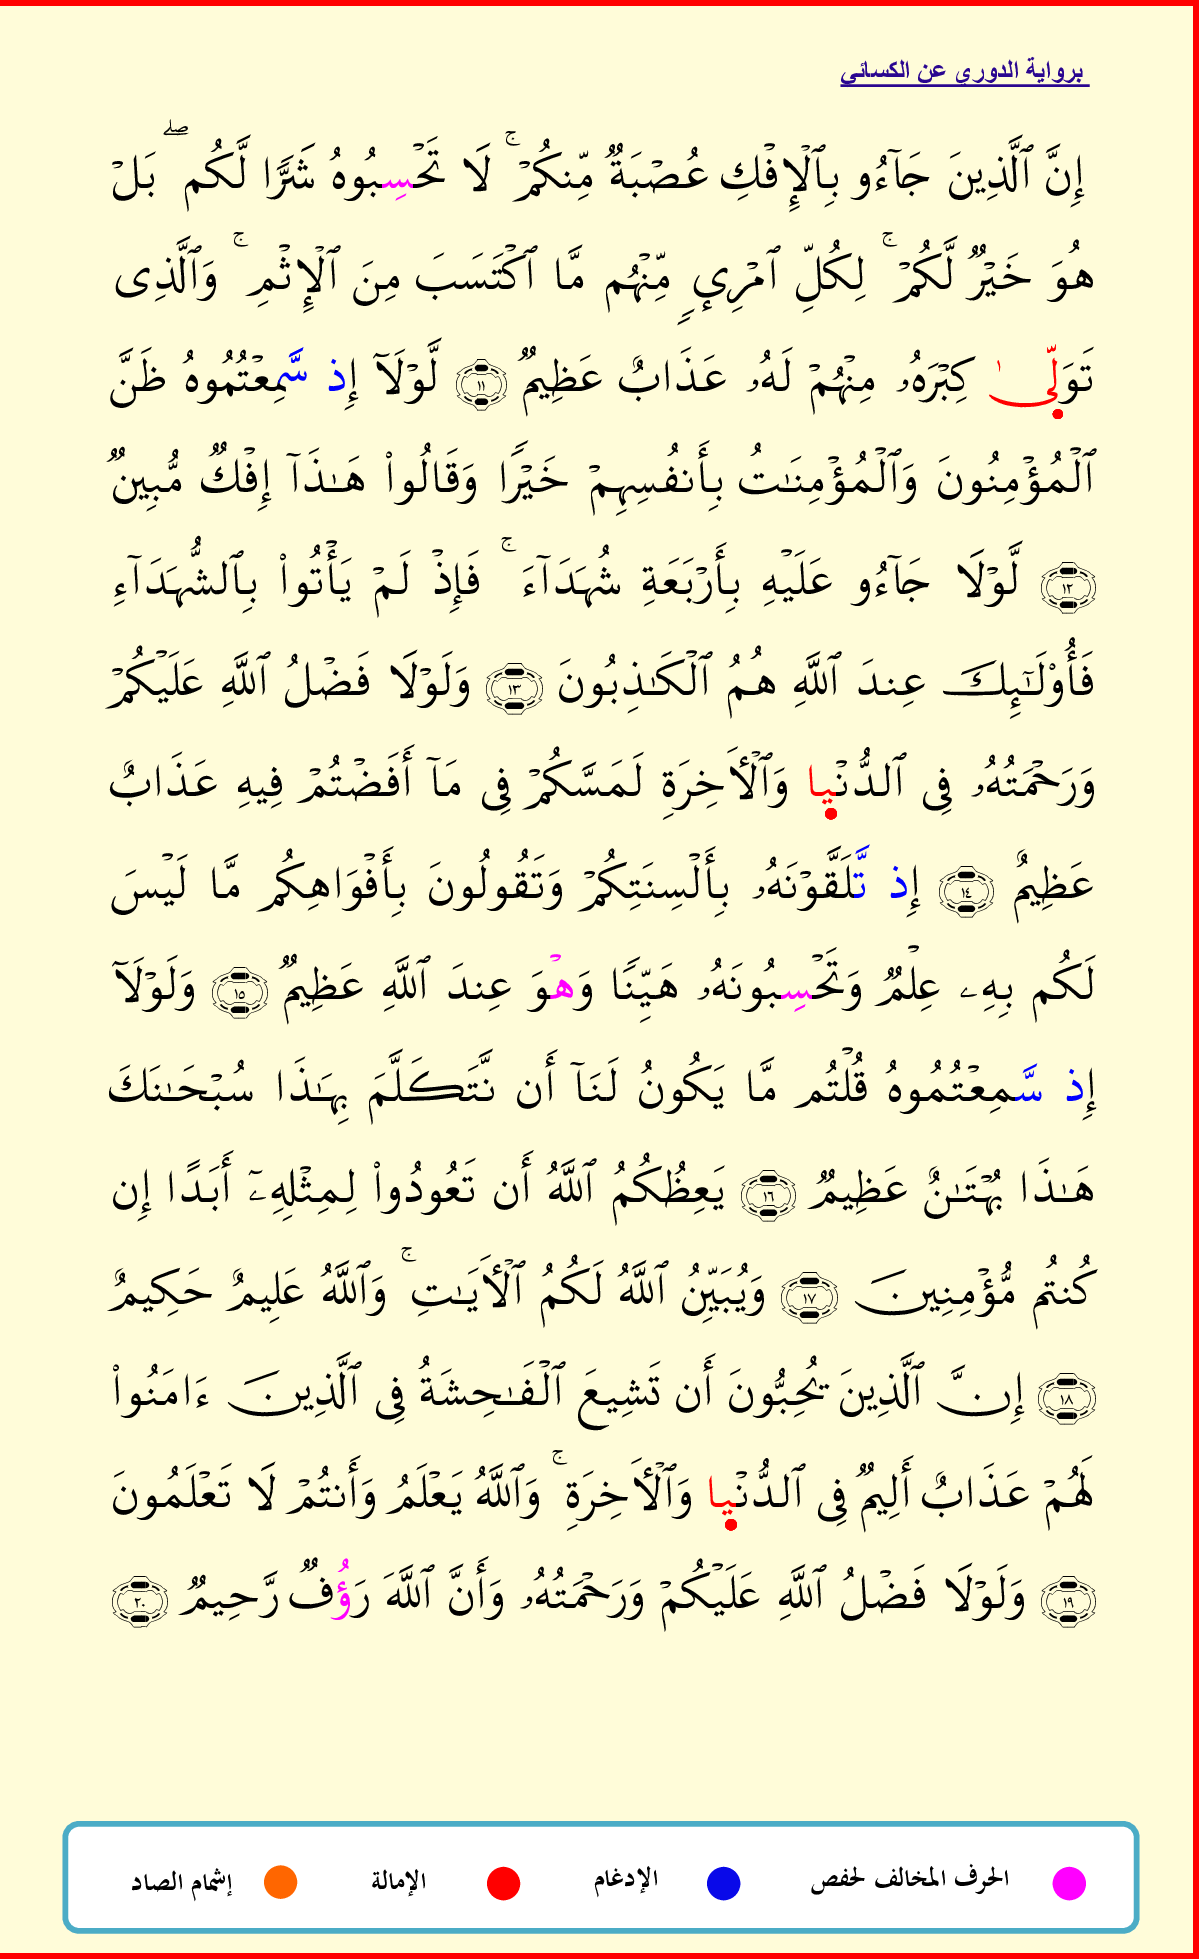 برواية الدوري عن الكسائي
إِنَّ ٱلَّذِينَ جَآءُو بِٱلْإِفْكِ عُصْبَةٌ مِّنكُمْ ۚ لَا تَحْسِبُوهُ شَرًّا لَّكُم ۖ بَلْ
هُوَ خَيْرٌ لَّكُمْ ۚ لِكُلِّ ٱمْرِيٍٕ مِّنْهُم مَّا ٱكْتَسَبَ مِنَ ٱلْإِثْمِ ۚ وَٱلَّذِى
تَوَلِّىٰ كِبْرَهُۥ مِنْهُمْ لَهُۥ عَذَابٌ عَظِيمٌ ١١ لَّوْلَآ إِذ سَّمِعْتُمُوهُ ظَنَّ
ٱلْمُؤْمِنُونَ وَٱلْمُؤْمِنَٰتُ بِأَنفُسِهِمْ خَيْرًا وَقَالُوا۟ هَٰذَآ إِفْكٌ مُّبِينٌ
١٢ لَّوْلَا جَآءُو عَلَيْهِ بِأَرْبَعَةِ شُهَدَآءَ ۚ فَإِذْ لَمْ يَأْتُوا۟ بِٱلشُّهَدَآءِ
فَأُو۟لَٰٓئِكَ عِندَ ٱللَّهِ هُمُ ٱلْكَٰذِبُونَ ١٣ وَلَوْلَا فَضْلُ ٱللَّهِ عَلَيْكُمْ
وَرَحْمَتُهُۥ فِى ٱلدُّنْيا وَٱلْأَخِرَةِ لَمَسَّكُمْ فِى مَآ أَفَضْتُمْ فِيهِ عَذَابٌ
عَظِيمٌ ١٤ إِذ تَّلَقَّوْنَهُۥ بِأَلْسِنَتِكُمْ وَتَقُولُونَ بِأَفْوَاهِكُم مَّا لَيْسَ
لَكُم بِهِۦ عِلْمٌ وَتَحْسِبُونَهُۥ هَيِّنًا وَهْوَ عِندَ ٱللَّهِ عَظِيمٌ ١٥ وَلَوْلَآ
إِذ سَّمِعْتُمُوهُ قُلْتُم مَّا يَكُونُ لَنَآ أَن نَّتَكَلَّمَ بِهَٰذَا سُبْحَٰنَكَ
هَٰذَا بُهْتَٰنٌ عَظِيمٌ ١٦ يَعِظُكُمُ ٱللَّهُ أَن تَعُودُوا۟ لِمِثْلِهِۦٓ أَبَدًا إِن
كُنتُم مُّؤْمِنِينَ ١٧ وَيُبَيِّنُ ٱللَّهُ لَكُمُ ٱلْأَيَٰتِ ۚ وَٱللَّهُ عَلِيمٌ حَكِيمٌ
١٨ إِنَّ ٱلَّذِينَ يُحِبُّونَ أَن تَشِيعَ ٱلْفَٰحِشَةُ فِى ٱلَّذِينَ ءَامَنُوا۟
لَهُمْ عَذَابٌ أَلِيمٌ فِى ٱلدُّنْيا وَٱلْأَخِرَةِ ۚ وَٱللَّهُ يَعْلَمُ وَأَنتُمْ لَا تَعْلَمُونَ
١٩ وَلَوْلَا فَضْلُ ٱللَّهِ عَلَيْكُمْ وَرَحْمَتُهُۥ وَأَنَّ ٱللَّهَ رَؤُفٌ رَّحِيمٌ ٢٠
الحرف المخالف لحفص الإدغام الإمالة إشمام الصاد